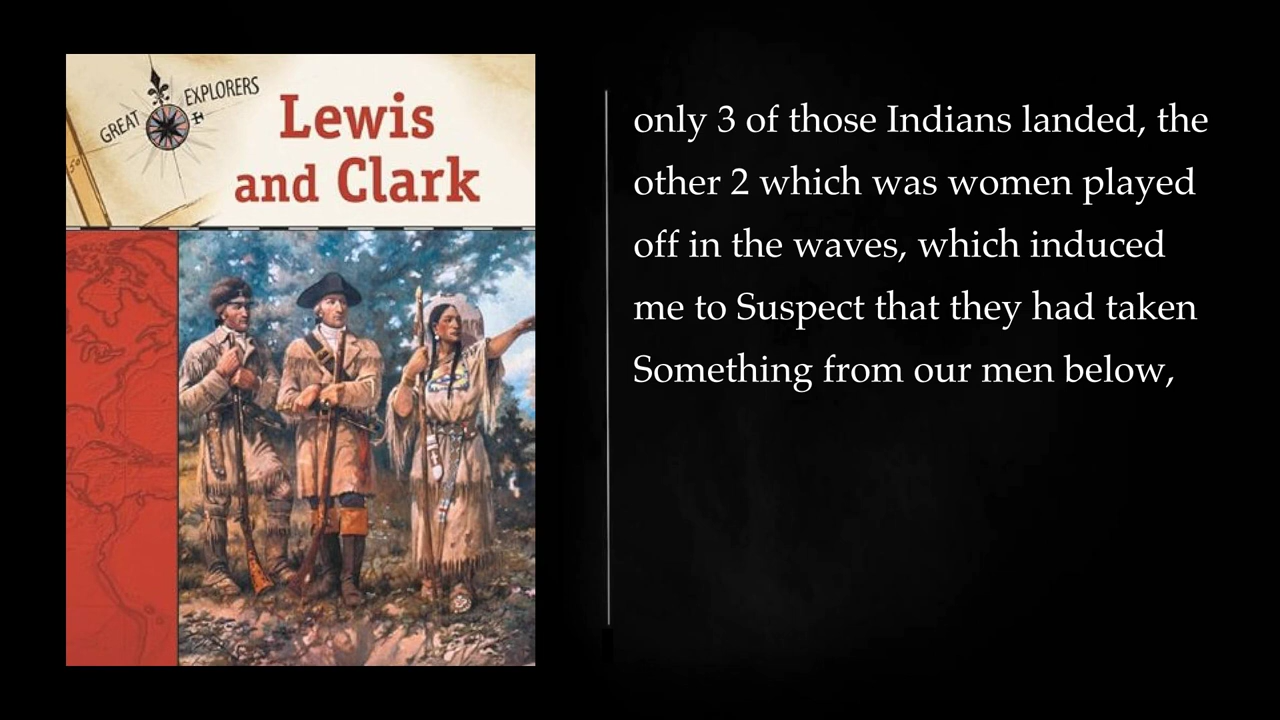 GREAT EXPLORERS
Lewis
and Clark
only 3 of those Indians landed, the
other 2 which was women played
off in the waves, which induced
me to Suspect that they had taken
Something from our men below,